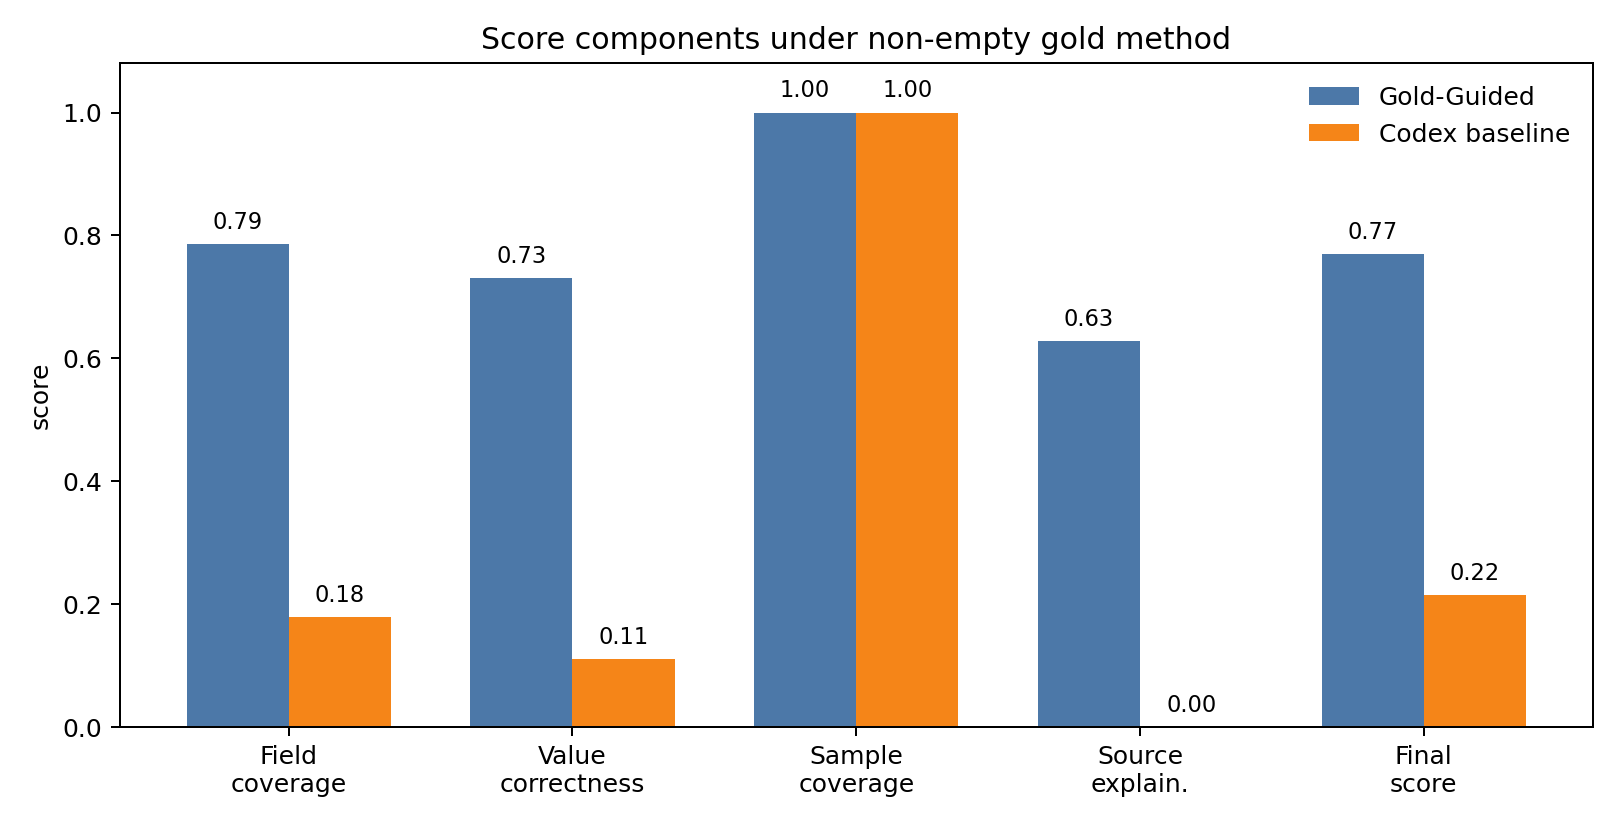 Score components under non-empty gold method
Gold-Guided
Codex baseline
score
1.0
0.8
0.6
0.4
0.2
0.0
0.79
0.18
0.73
0.11
1.00
1.00
0.63
0.00
0.77
0.22
Field
coverage
Value
correctness
Sample
coverage
Source
explain.
Final
score